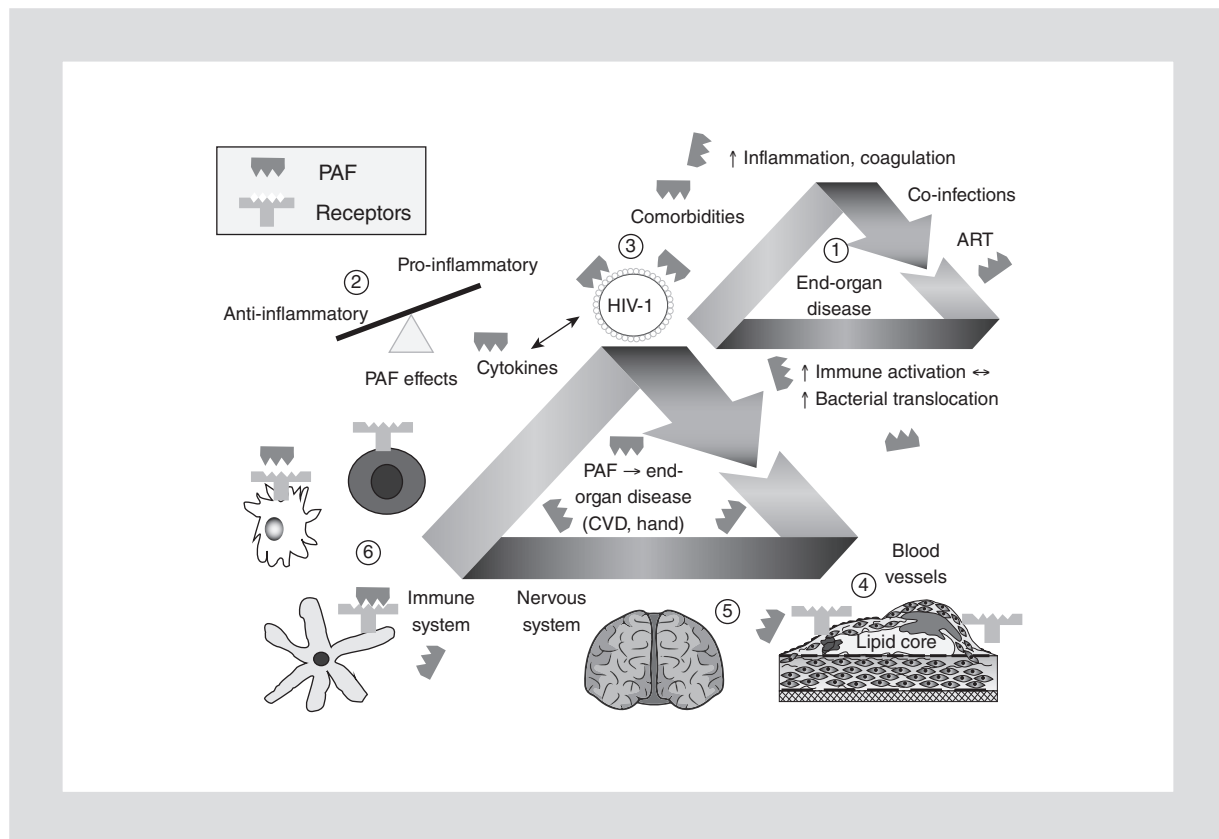 PAF
Receptors
↑ Inflammation, coagulation
Co-infections
Comorbidities
ART
③
①
End-organ
disease
②
Pro-inflammatory
Anti-inflammatory
HIV-1
PAF effects
Cytokines
↑ Immune activation ↔
↑ Bacterial translocation
PAF → end-
organ disease
(CVD, hand)
⑥
Immune
system
Nervous
system
⑤
④
Blood
vessels
Lipid core